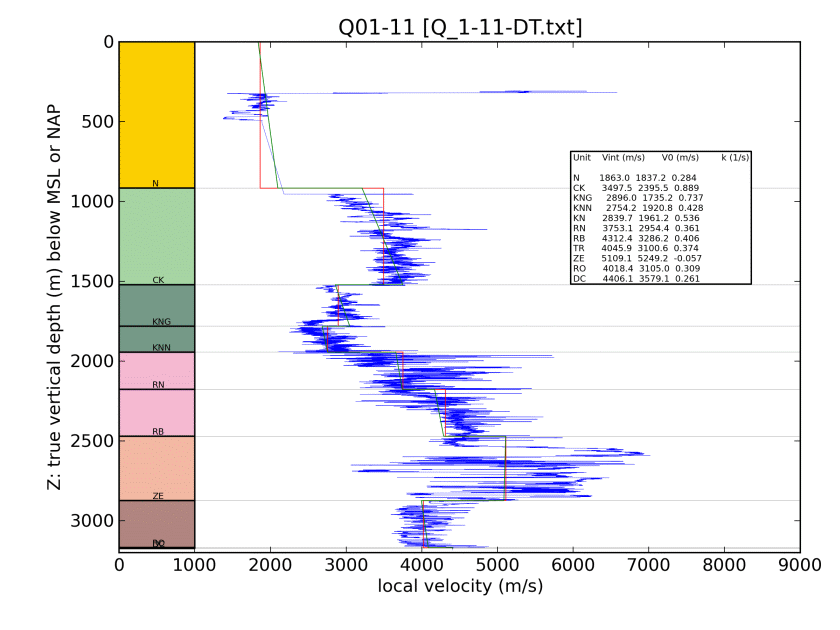 Q01-11 [Q_1-11-DT.txt]
Z: true vertical depth (m) below MSL or NAP
0
500
1000
1500
2000
2500
3000
N
CK
KNG
KNN
RN
RB
ZE
Unit Vint (m/s) V0 (m/s) k (1/s)
N 1863.0 1837.2 0.284
CK 3497.5 2395.5 0.889
KNG 2896.0 1735.2 0.737
KNN 2754.2 1920.8 0.428
KN 2839.7 1961.2 0.536
RN 3753.1 2954.4 0.361
RB 4312.4 3286.2 0.406
TR 4045.9 3100.6 0.374
ZE 5109.1 5249.2 -0.057
RO 4018.4 3105.0 0.309
DC 4406.1 3579.1 0.261
0 1000 2000 3000 4000 5000 6000 7000 8000 9000
local velocity (m/s)